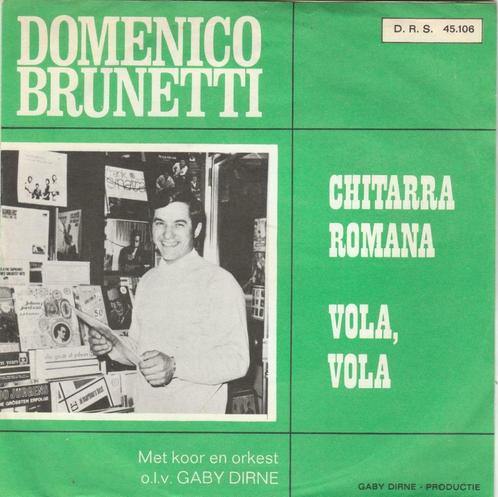 DOMENICO
BRUNETTI
D. R. S. 45.106
CHITARRA
ROMANA
VOLA,
VOLA
Met koor en orkest
o.l.v. GABY DIRNE
GABY DIRNE - PRODUCTIE